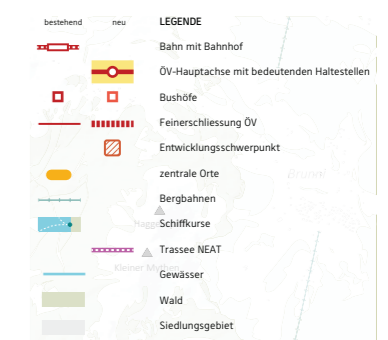 bestehend neu LEGENDE
Bahn mit Bahnhof
ÖV-Hauptachse mit bedeutenden Haltestellen
Bushöfe
Feinerschliessung ÖV
Entwicklungsschwerpunkt
zentrale Orte
Brunni
Bergbahnen
Schiffkurse
Trassee NEAT
Kleiner Mythen
Gewässer
Wald
Siedlungsgebiet